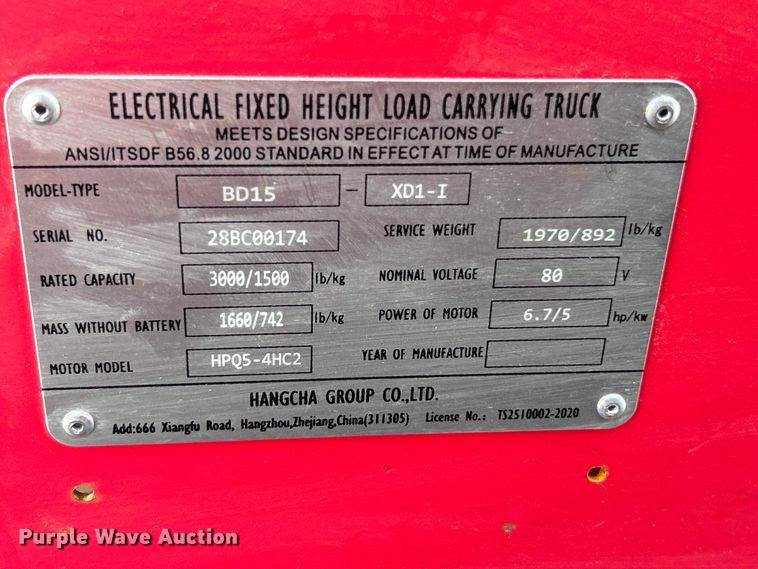 ELECTRICAL FIXED HEIGHT LOAD CARRYING TRUCK
MEETS DESIGN SPECIFICATIONS OF
ANSI/ITSDF B56.8 2000 STANDARD IN EFFECT AT TIME OF MANUFACTURE
MODEL-TYPE BD15 - XD1-I
SERIAL NO. 28BC00174 SERVICE WEIGHT 1970/892 lb/kg
RATED CAPACITY 3000/1500 lb/kg NOMINAL VOLTAGE 80 V
MASS WITHOUT BATTERY 1660/742 lb/kg POWER OF MOTOR 6.7/5 hp/kw
MOTOR MODEL HPQ5-4HC2 YEAR OF MANUFACTURE
HANGCHA GROUP CO.,LTD.
Add:666 Xiangfu Road, Hangzhou,Zhejiang,China(311305) License No.: TS2510002-2020
Purple Wave Auction